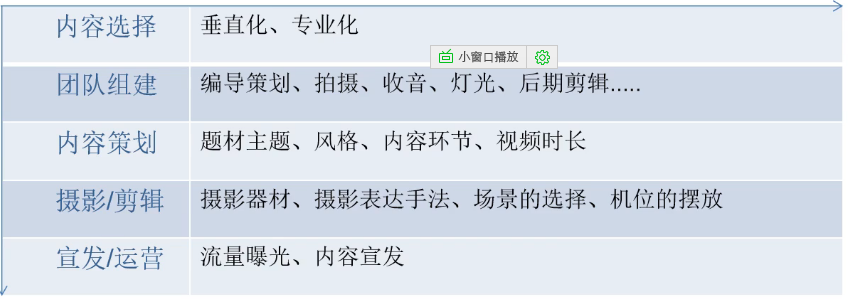 内容选择 垂直化、专业化
小窗口播放
团队组建 编导策划、拍摄、收音、灯光、后期剪辑.....
内容策划 题材主题、风格、内容环节、视频时长
摄影/剪辑 摄影器材、摄影表达手法、场景的选择、机位的摆放
宣发/运营 流量曝光、内容宣发